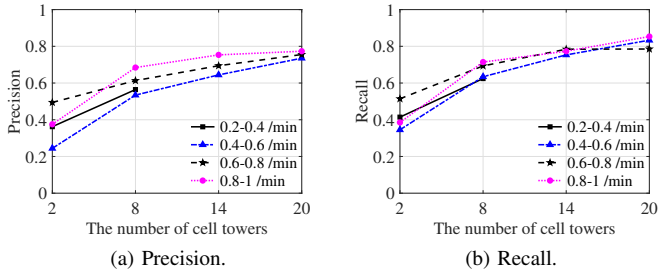 1
0.8
0.6
0.4
0.2
0
Precision
2 8 14 20
The number of cell towers
0.2-0.4 /min
0.4-0.6 /min
0.6-0.8 /min
0.8-1 /min
(a) Precision.
1
0.8
0.6
0.4
0.2
0
Recall
2 8 14 20
The number of cell towers
0.2-0.4 /min
0.4-0.6 /min
0.6-0.8 /min
0.8-1 /min
(b) Recall.